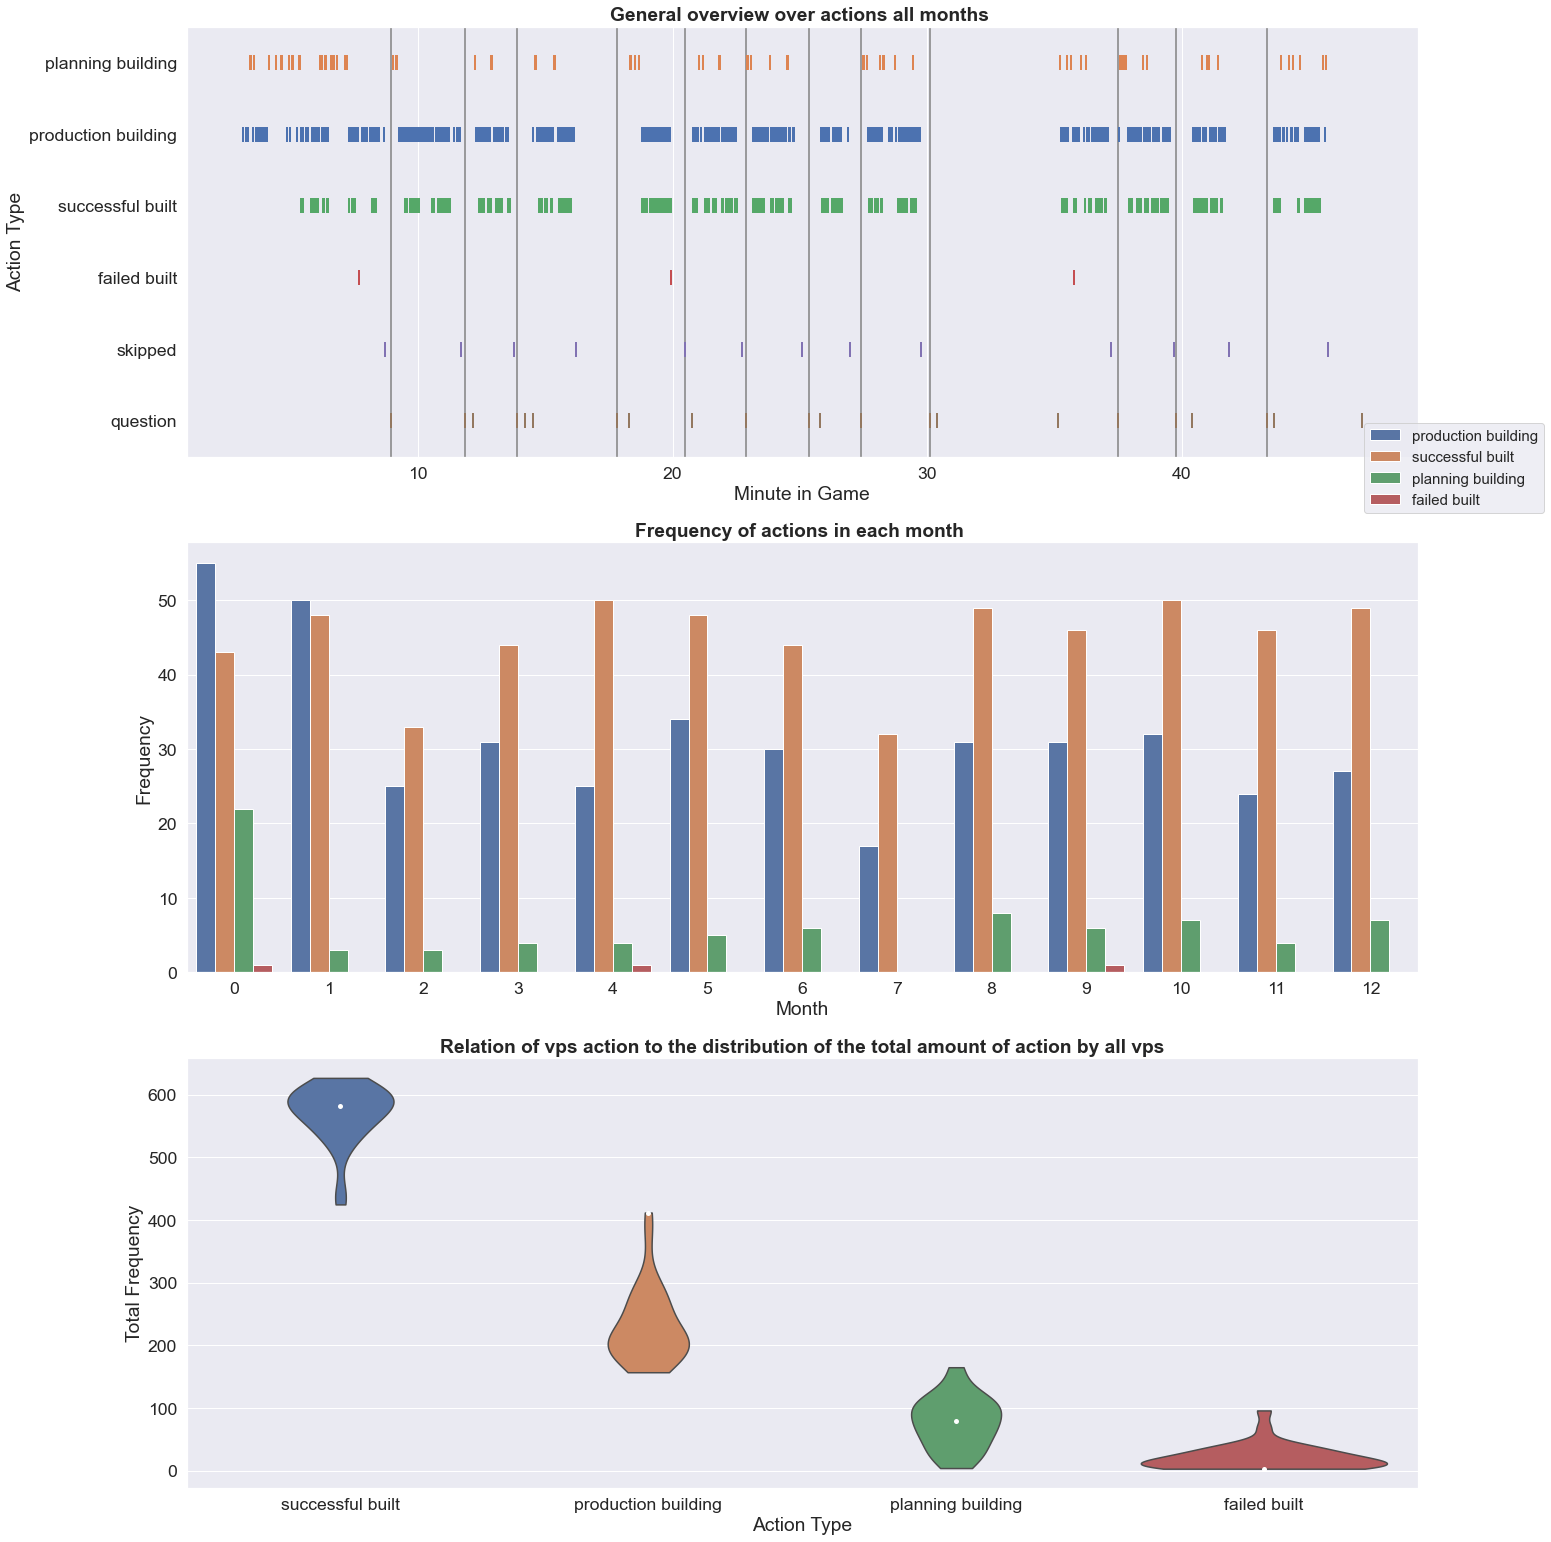 General overview over actions all months
Action Type
planning building
production building
successful built
failed built
skipped
question
10 20 30 40
Minute in Game
production building
successful built
planning building
failed built
Frequency of actions in each month
Frequency
50
40
30
20
10
0
0 1 2 3 4 5 6 7 8 9 10 11 12
Month
Relation of vps action to the distribution of the total amount of action by all vps
Total Frequency
600
500
400
300
200
100
0
successful built production building planning building failed built
Action Type